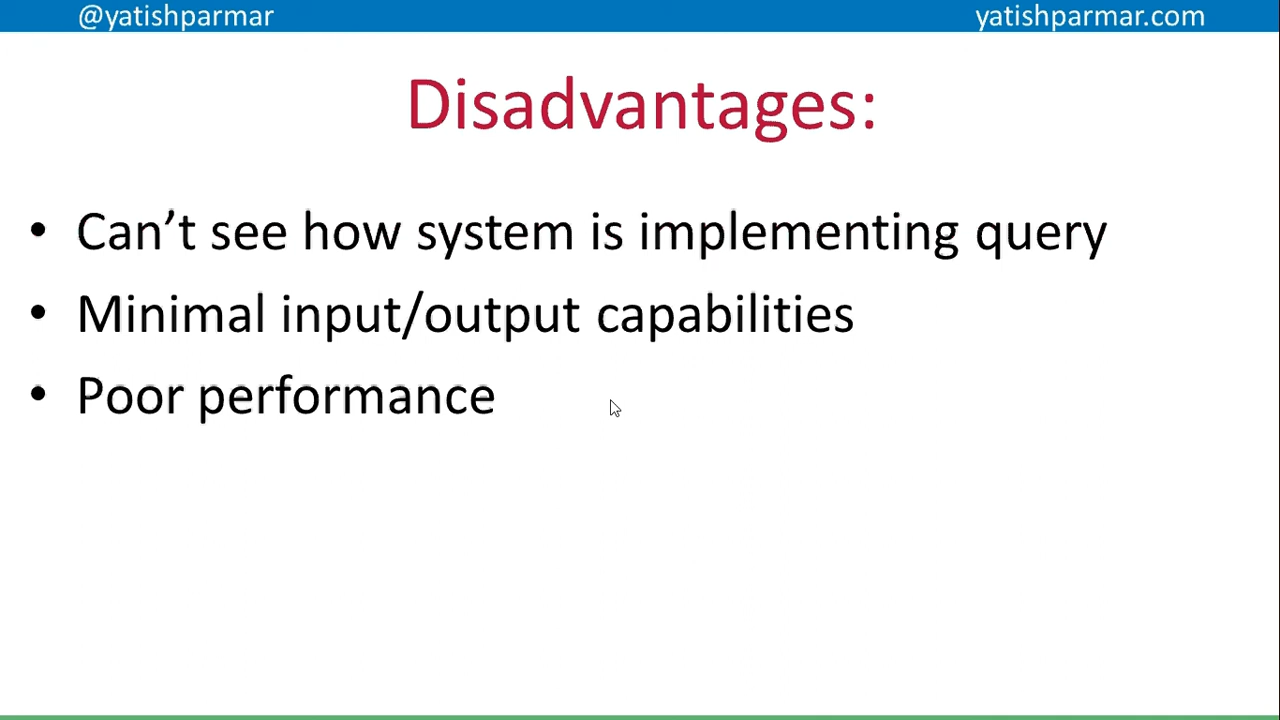 @yatishparmar
yatishparmar.com
Disadvantages:
• Can’t see how system is implementing query
• Minimal input/output capabilities
• Poor performance